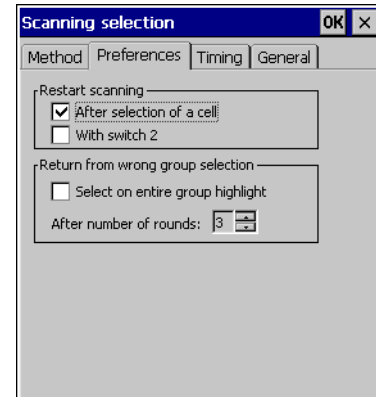 Scanning selection OK ×
Method Preferences Timing General
Restart scanning
After selection of a cell
With switch 2
Return from wrong group selection
Select on entire group highlight
After number of rounds: 3